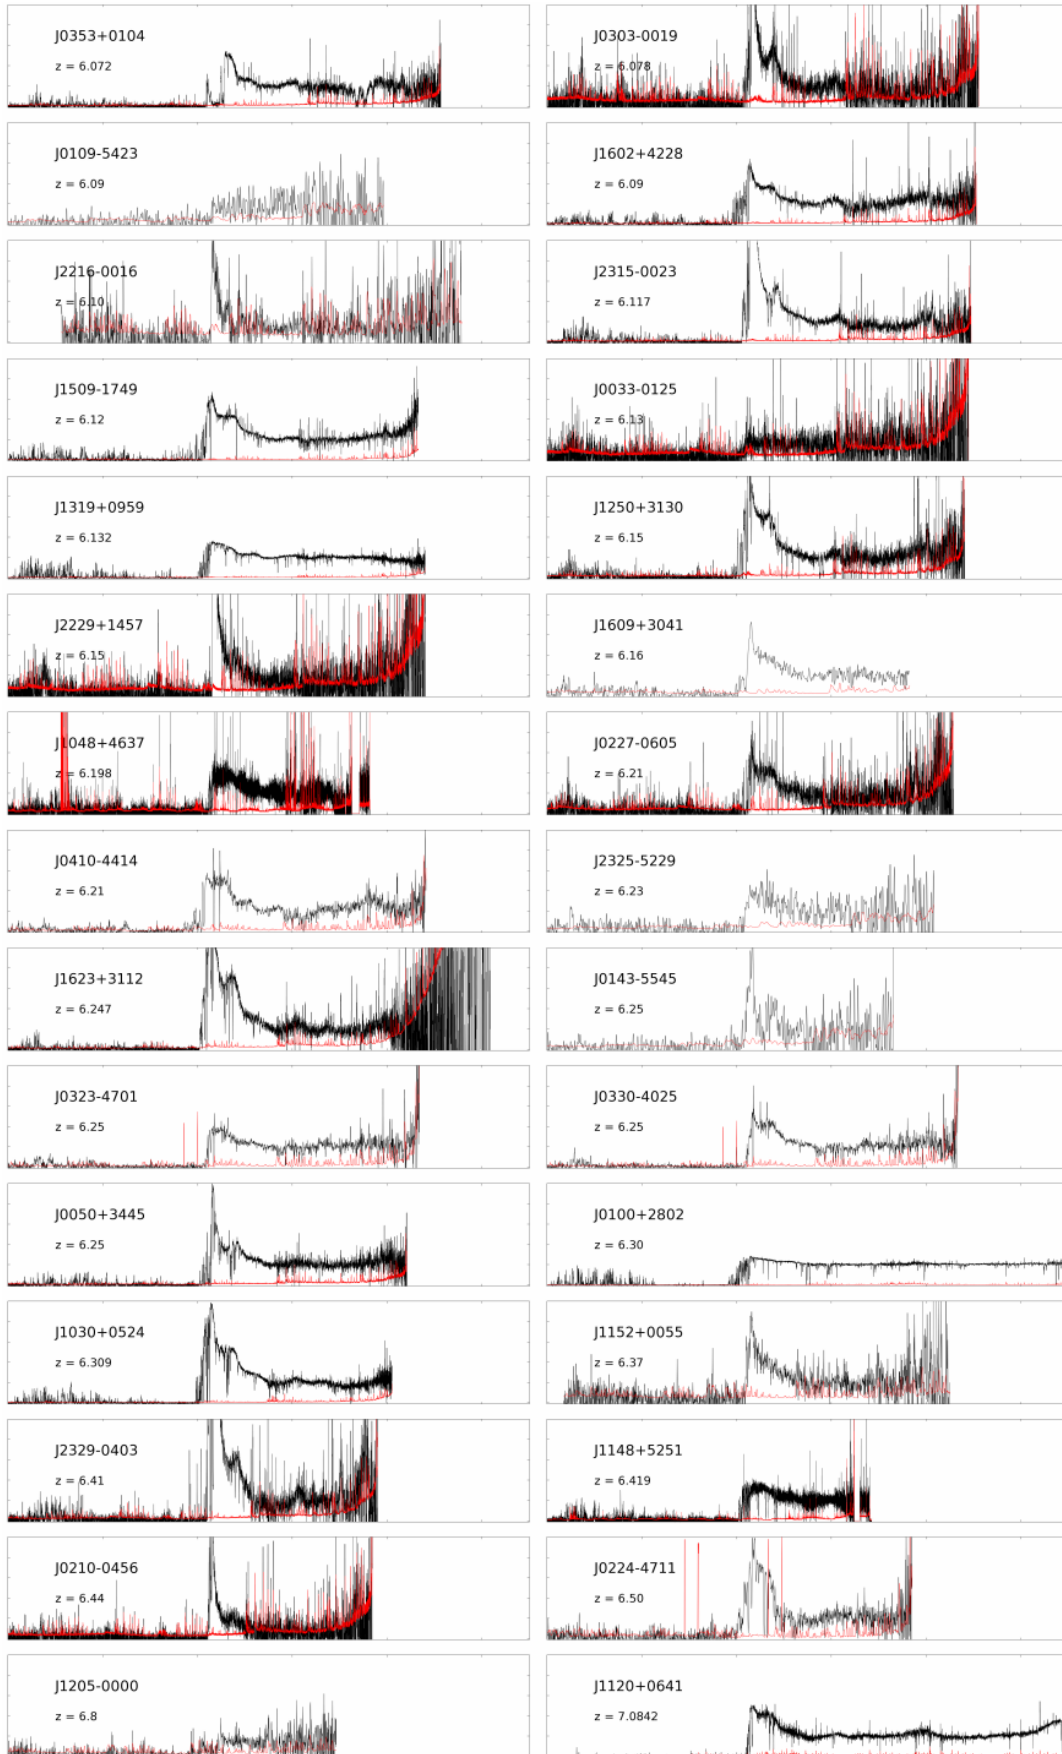 J0353+0104
z = 6.072
J0303-0019
z = 6.078
J0109-5423
z = 6.09
J1602+4228
z = 6.09
J2216-0016
z = 6.10
J2315-0023
z = 6.117
J1509-1749
z = 6.12
J0033-0125
z = 6.13
J1319+0959
z = 6.132
J1250+3130
z = 6.15
J2229+1457
z = 6.15
J1609+3041
z = 6.16
J1048+4637
z = 6.198
J0227-0605
z = 6.21
J0410-4414
z = 6.21
J2325-5229
z = 6.23
J1623+3112
z = 6.247
J0143-5545
z = 6.25
J0323-4701
z = 6.25
J0330-4025
z = 6.25
J0050+3445
z = 6.25
J0100+2802
z = 6.30
J1030+0524
z = 6.309
J1152+0055
z = 6.37
J2329-0403
z = 6.41
J1148+5251
z = 6.419
J0210-0456
z = 6.44
J0224-4711
z = 6.50
J1205-0000
z = 6.8
J1120+0641
z = 7.0842